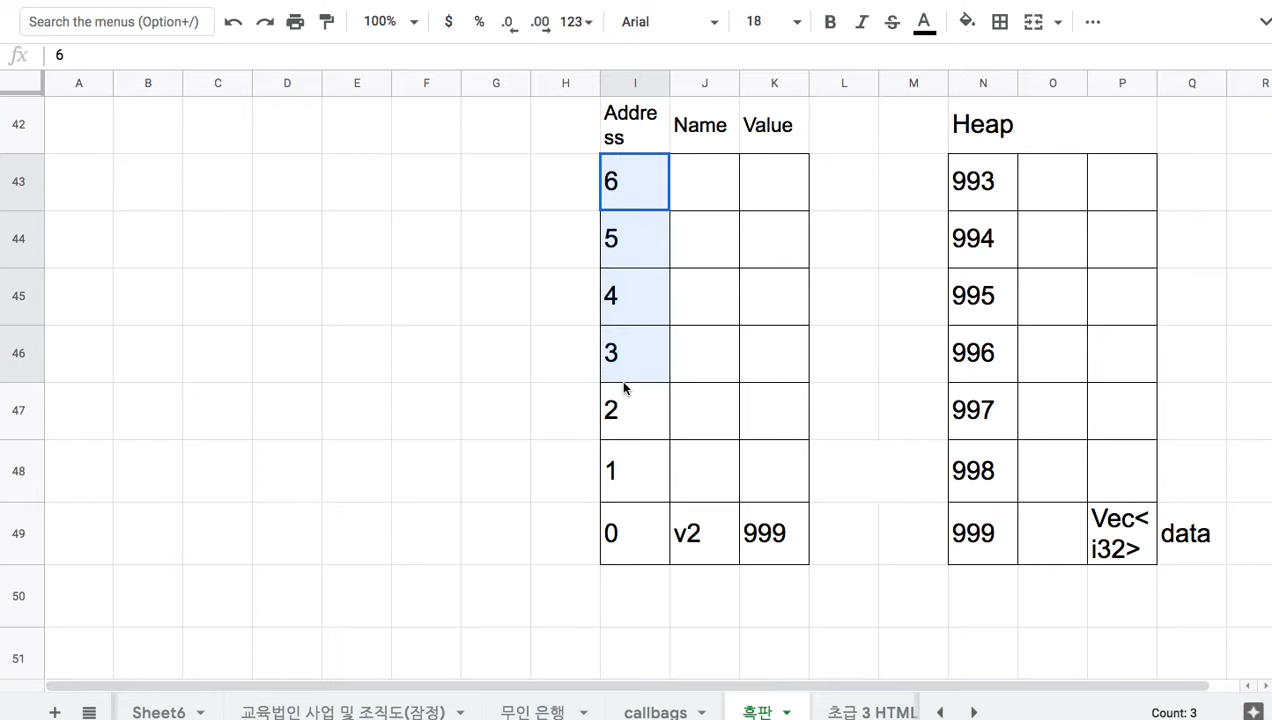 Search the menus (Option+/) 100% $ % .0 .00 123 Arial 18 B I S A
fx 6
A B C D E F G H I J K L M N O P Q R
42 Addre
ss Name Value Heap
43 6 993
44 5 994
45 4 995
46 3 996
47 2 997
48 1 998
49 0 v2 999 999 Vec<
i32> data
50
51
Sheet6 교육법인 사업 및 조직도(잠정) 무인 은행 callbags 흑판 초급 3 HTML Count: 3